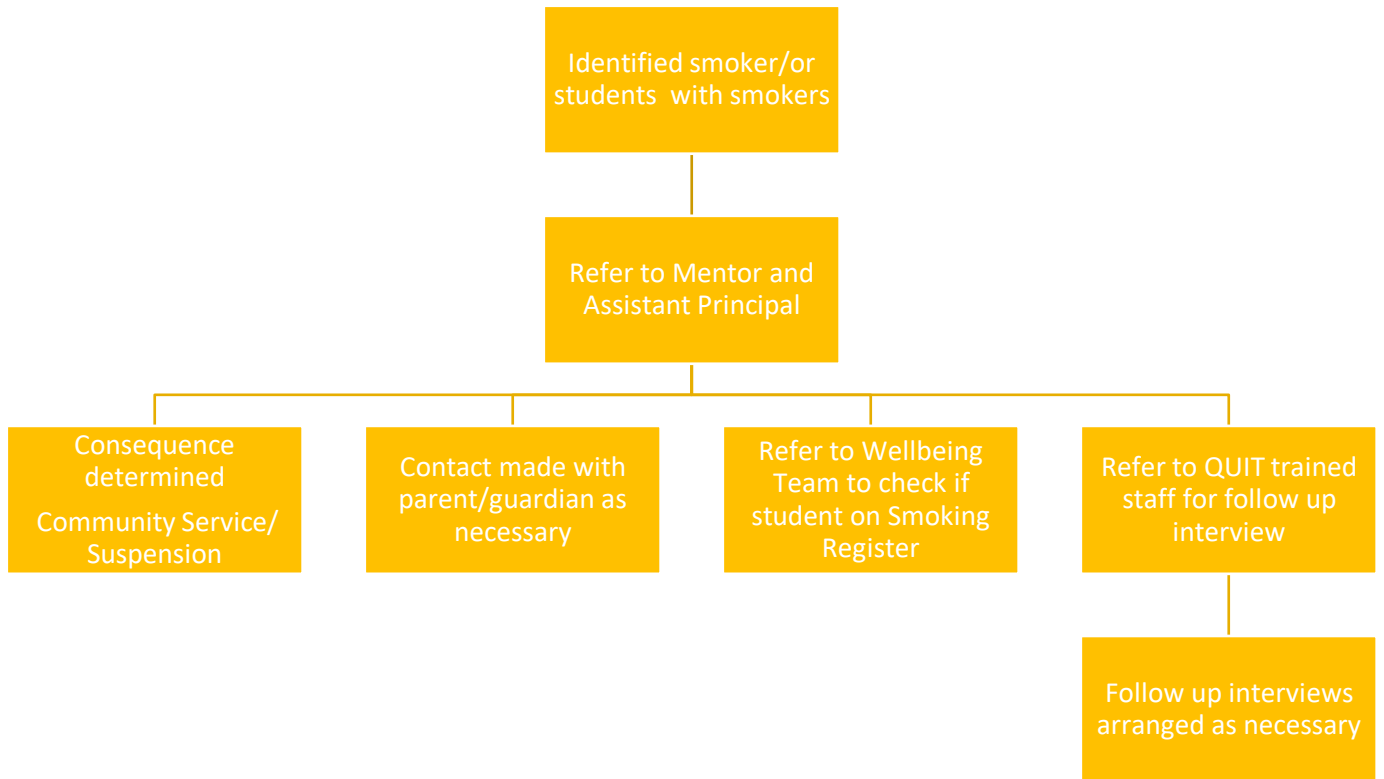 Identified smoker/or
students  with smokers
Refer to Mentor and
Assistant Principal
Consequence
determined
Community Service/
Suspension
Contact made with
parent/guardian as
necessary
Refer to Wellbeing
Team to check if
student on Smoking
Register
Refer to QUIT trained
staff for follow up
interview
Follow up interviews
arranged as necessary